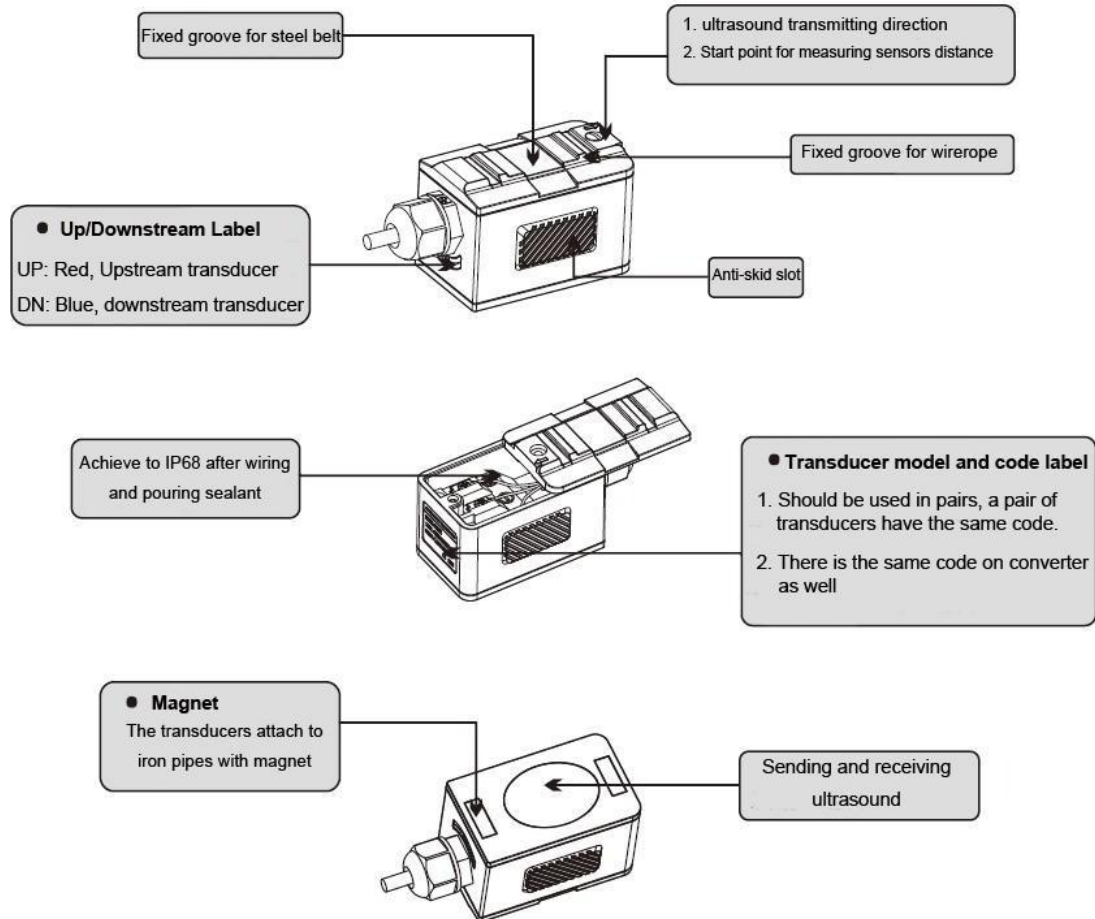 Fixed groove for steel belt
1. ultrasound transmitting direction
2. Start point for measuring sensors distance
Fixed groove for wirerope
● Up/Downstream Label
UP: Red, Upstream transducer
DN: Blue, downstream transducer
Anti-skid slot
Achieve to IP68 after wiring
and pouring sealant
● Transducer model and code label
1. Should be used in pairs, a pair of
transducers have the same code.
2. There is the same code on converter
as well
● Magnet
The transducers attach to
iron pipes with magnet
Sending and receiving
ultrasound